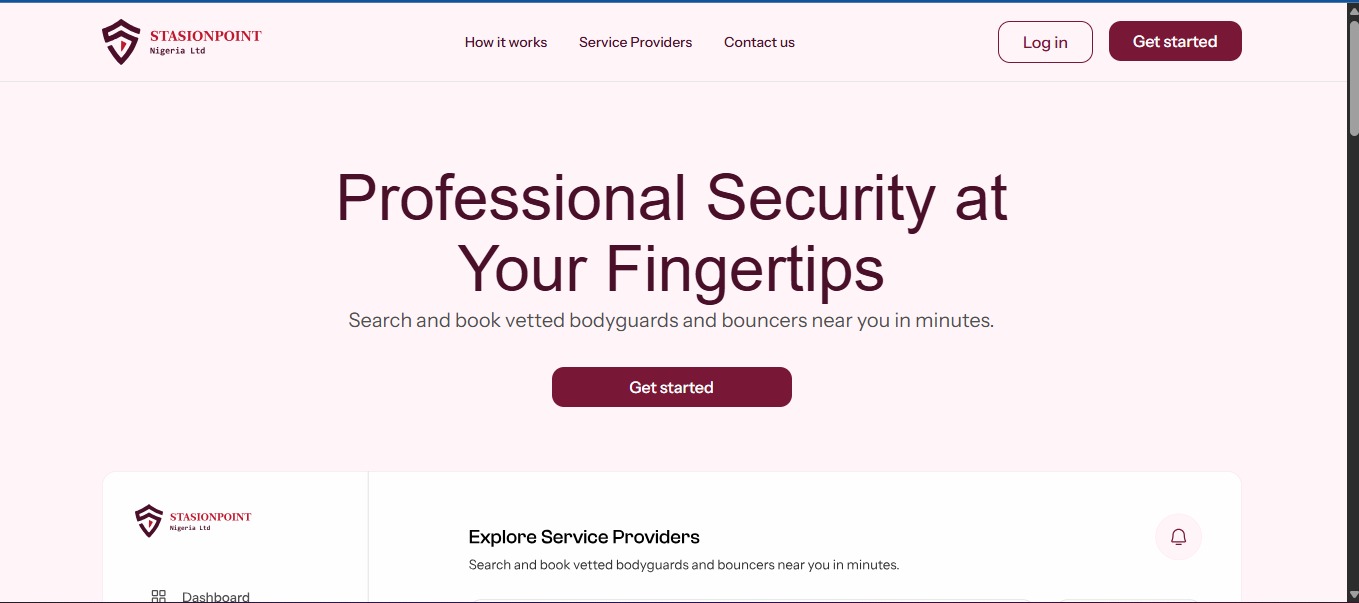 STASIONPOINT
Nigeria Ltd
How it works
Service Providers
Contact us
Log in
Get started
Professional Security at
Your Fingertips
Search and book vetted bodyguards and bouncers near you in minutes.
Get started
STASIONPOINT
Nigeria Ltd
Explore Service Providers
Search and book vetted bodyguards and bouncers near you in minutes.
Dashboard